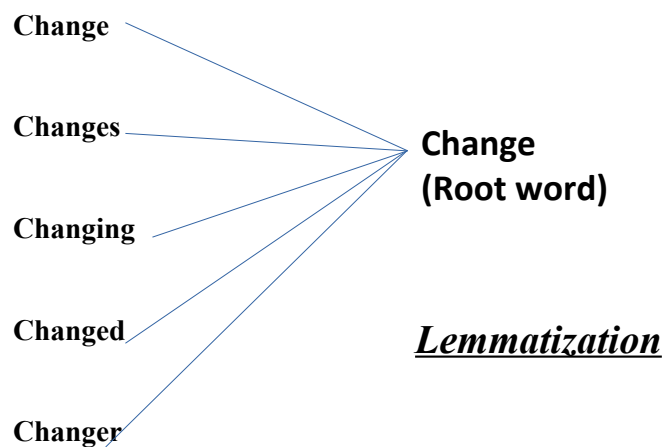 Change
Changes
Changing
Changed
Changer
Change
(Root word)
Lemmatization